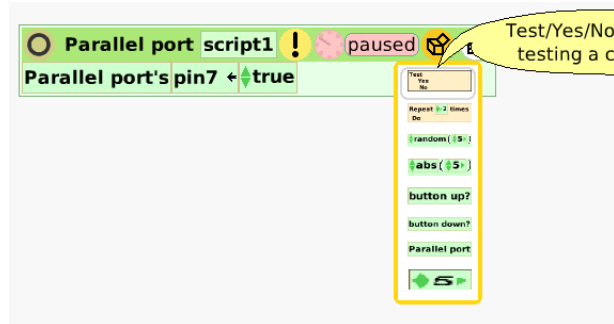 Parallel port script1 ! paused
Test/Yes/No
testing a c
Parallel port's pin7 ← true
Test
Yes
No
Repeat 2 times
Do
random ( 5 )
abs ( 5 )
button up?
button down?
Parallel port
5